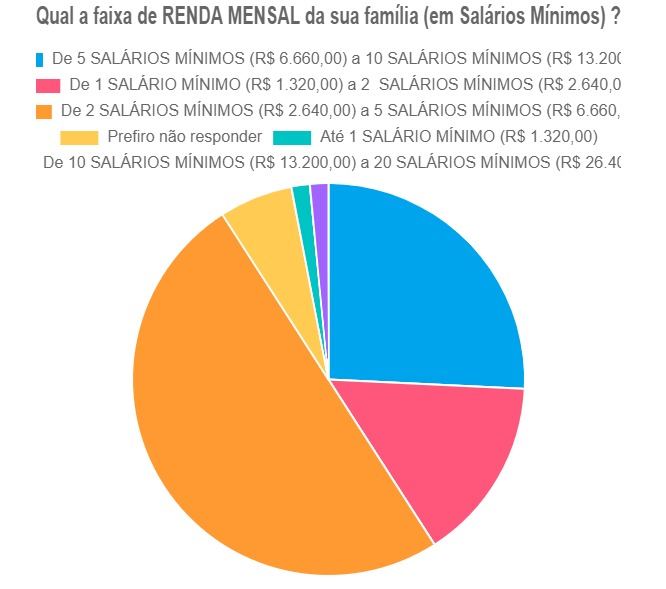 Qual a faixa de RENDA MENSAL da sua família (em Salários Mínimos) ?
De 5 SALÁRIOS MÍNIMOS (R$ 6.660,00) a 10 SALÁRIOS MÍNIMOS (R$ 13.200
De 1 SALÁRIO MÍNIMO (R$ 1.320,00) a 2 SALÁRIOS MÍNIMOS (R$ 2.640,0
De 2 SALÁRIOS MÍNIMOS (R$ 2.640,00) a 5 SALÁRIOS MÍNIMOS (R$ 6.660,
Prefiro não responder Até 1 SALÁRIO MÍNIMO (R$ 1.320,00)
De 10 SALÁRIOS MÍNIMOS (R$ 13.200,00) a 20 SALÁRIOS MÍNIMOS (R$ 26.40